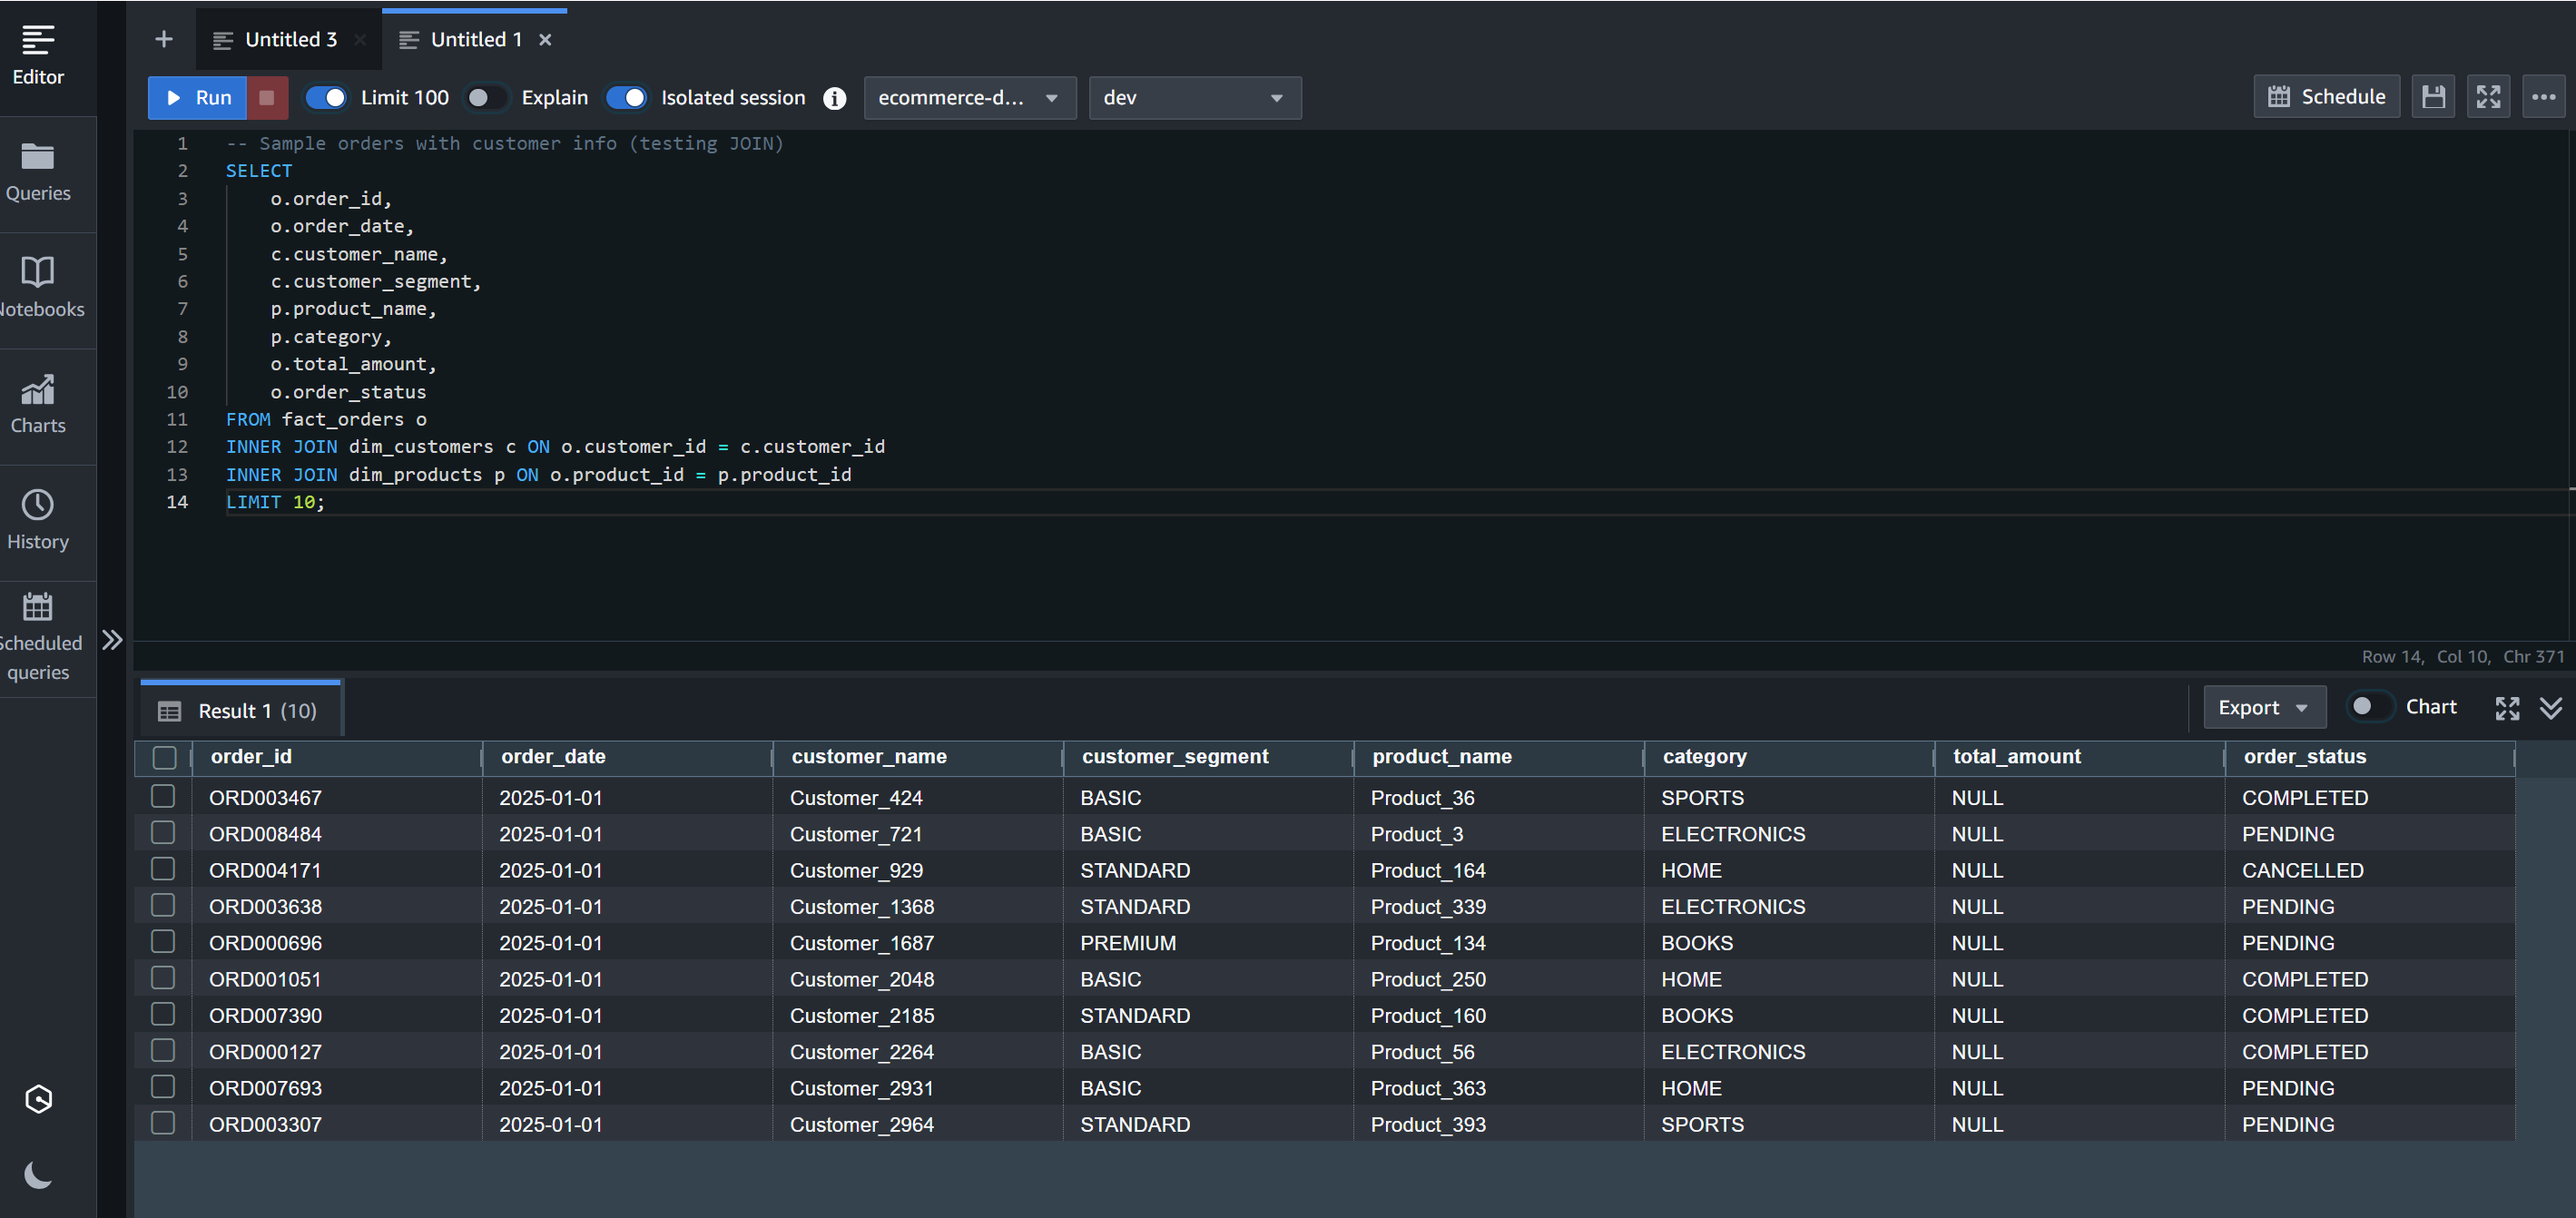 Editor
Queries
Notebooks
Charts
History
Scheduled
queries
+ Untitled 3 × Untitled 1 ×
Run Limit 100 Explain Isolated session ecommerce-d... dev Schedule
1 -- Sample orders with customer info (testing JOIN)
2 SELECT
3 o.order_id,
4 o.order_date,
5 c.customer_name,
6 c.customer_segment,
7 p.product_name,
8 p.category,
9 o.total_amount,
10 o.order_status
11 FROM fact_orders o
12 INNER JOIN dim_customers c ON o.customer_id = c.customer_id
13 INNER JOIN dim_products p ON o.product_id = p.product_id
14 LIMIT 10;
Row 14, Col 10, Chr 371
Result 1 (10) Export Chart
order_id order_date customer_name customer_segment product_name category total_amount order_status
ORD003467 2025-01-01 Customer_424 BASIC Product_36 SPORTS NULL COMPLETED
ORD008484 2025-01-01 Customer_721 BASIC Product_3 ELECTRONICS NULL PENDING
ORD004171 2025-01-01 Customer_929 STANDARD Product_164 HOME NULL CANCELLED
ORD003638 2025-01-01 Customer_1368 STANDARD Product_339 ELECTRONICS NULL PENDING
ORD000696 2025-01-01 Customer_1687 PREMIUM Product_134 BOOKS NULL PENDING
ORD001051 2025-01-01 Customer_2048 BASIC Product_250 HOME NULL COMPLETED
ORD007390 2025-01-01 Customer_2185 STANDARD Product_160 BOOKS NULL COMPLETED
ORD000127 2025-01-01 Customer_2264 BASIC Product_56 ELECTRONICS NULL COMPLETED
ORD007693 2025-01-01 Customer_2931 BASIC Product_363 HOME NULL PENDING
ORD003307 2025-01-01 Customer_2964 STANDARD Product_393 SPORTS NULL PENDING